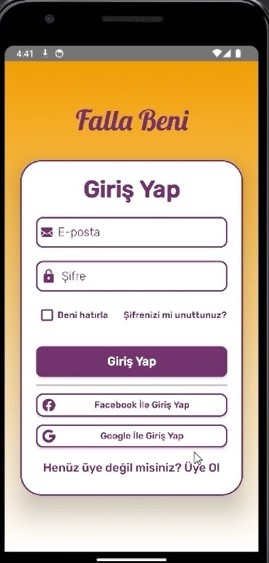 4:41
Falla Beni
Giriş Yap
E-posta
Şifre
Beni hatırla Şifrenizi mi unuttunuz?
Giriş Yap
Facebook İle Giriş Yap
Google İle Giriş Yap
Henüz üye değil misiniz? Üye Ol